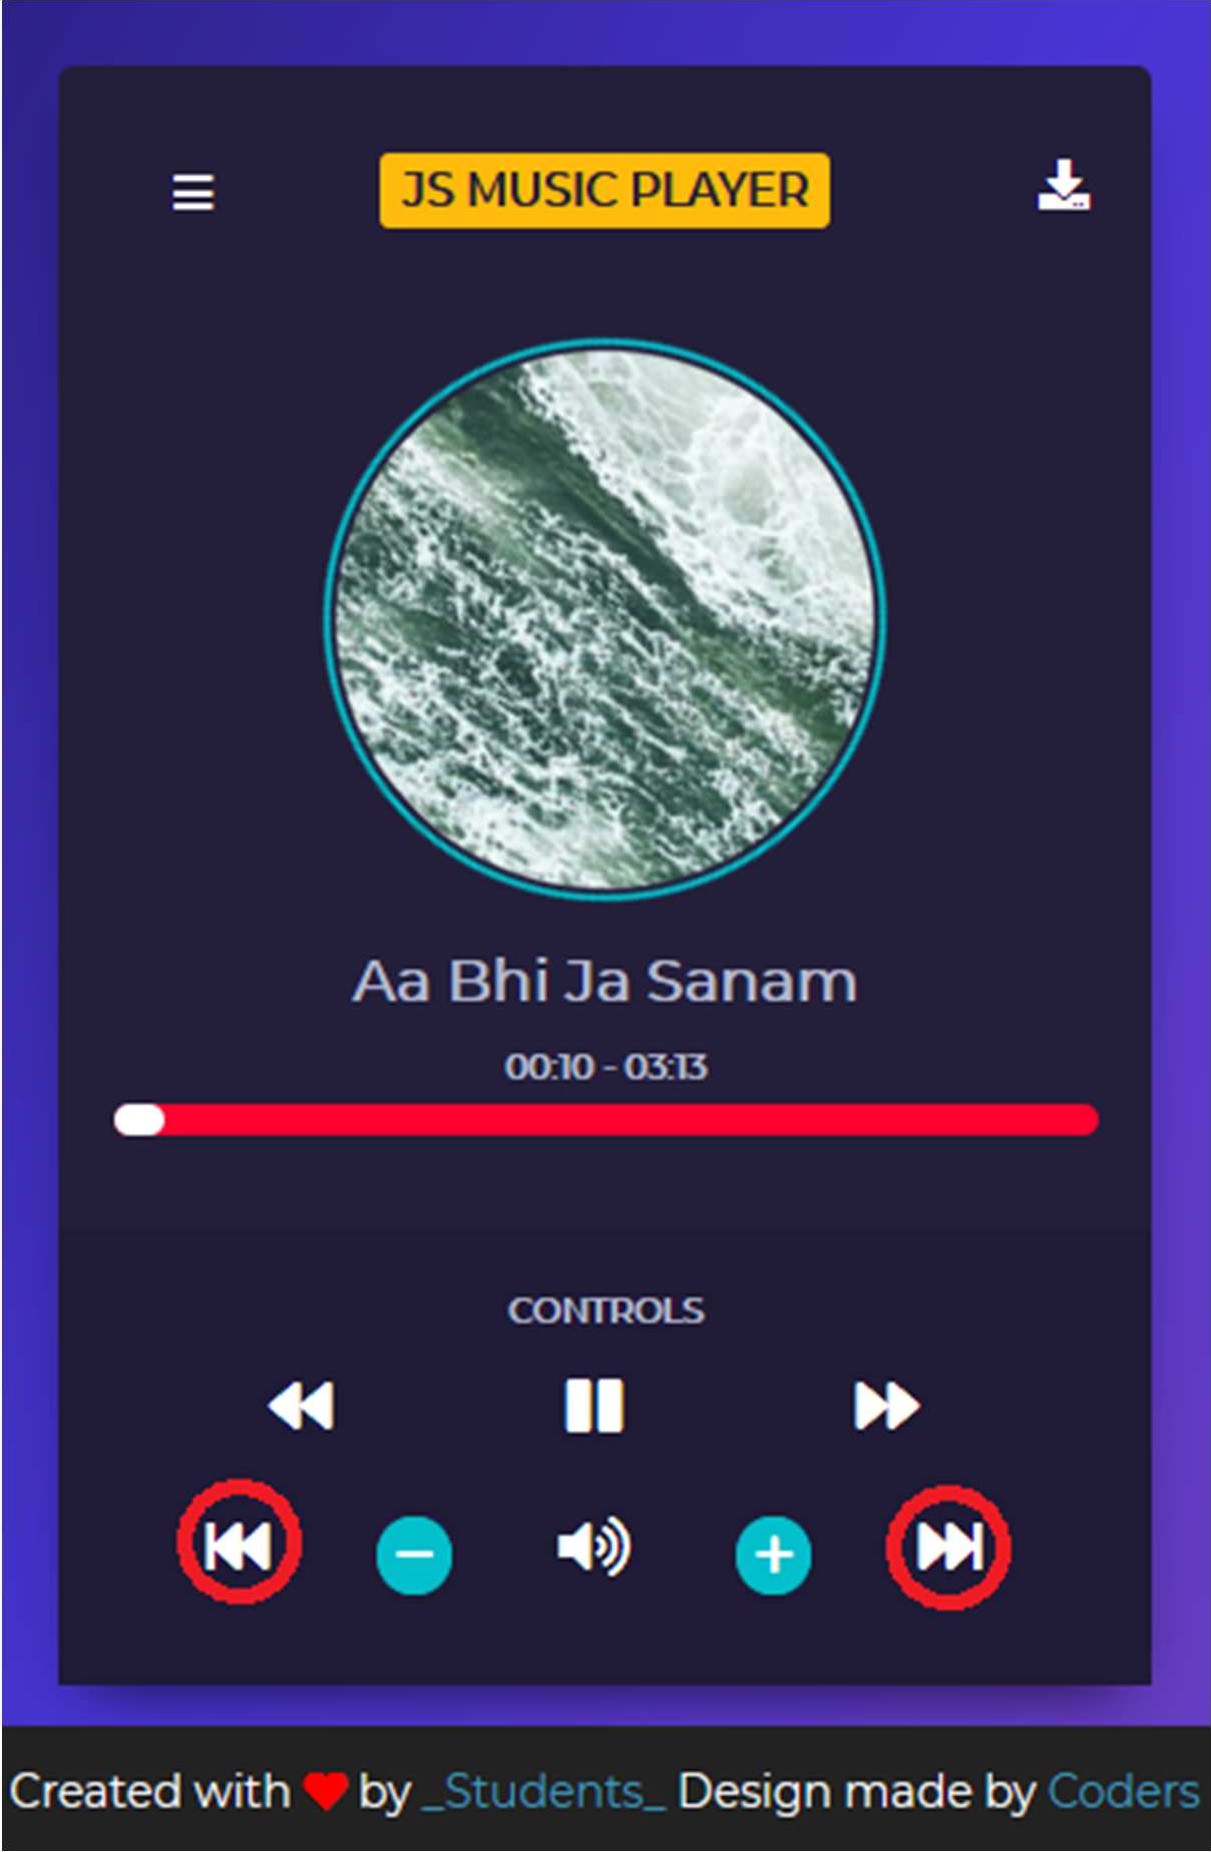 JS MUSIC PLAYER
Aa Bhi Ja Sanam
00:10 - 03:13
CONTROLS
Created with ❤ by _Students_ Design made by Coders